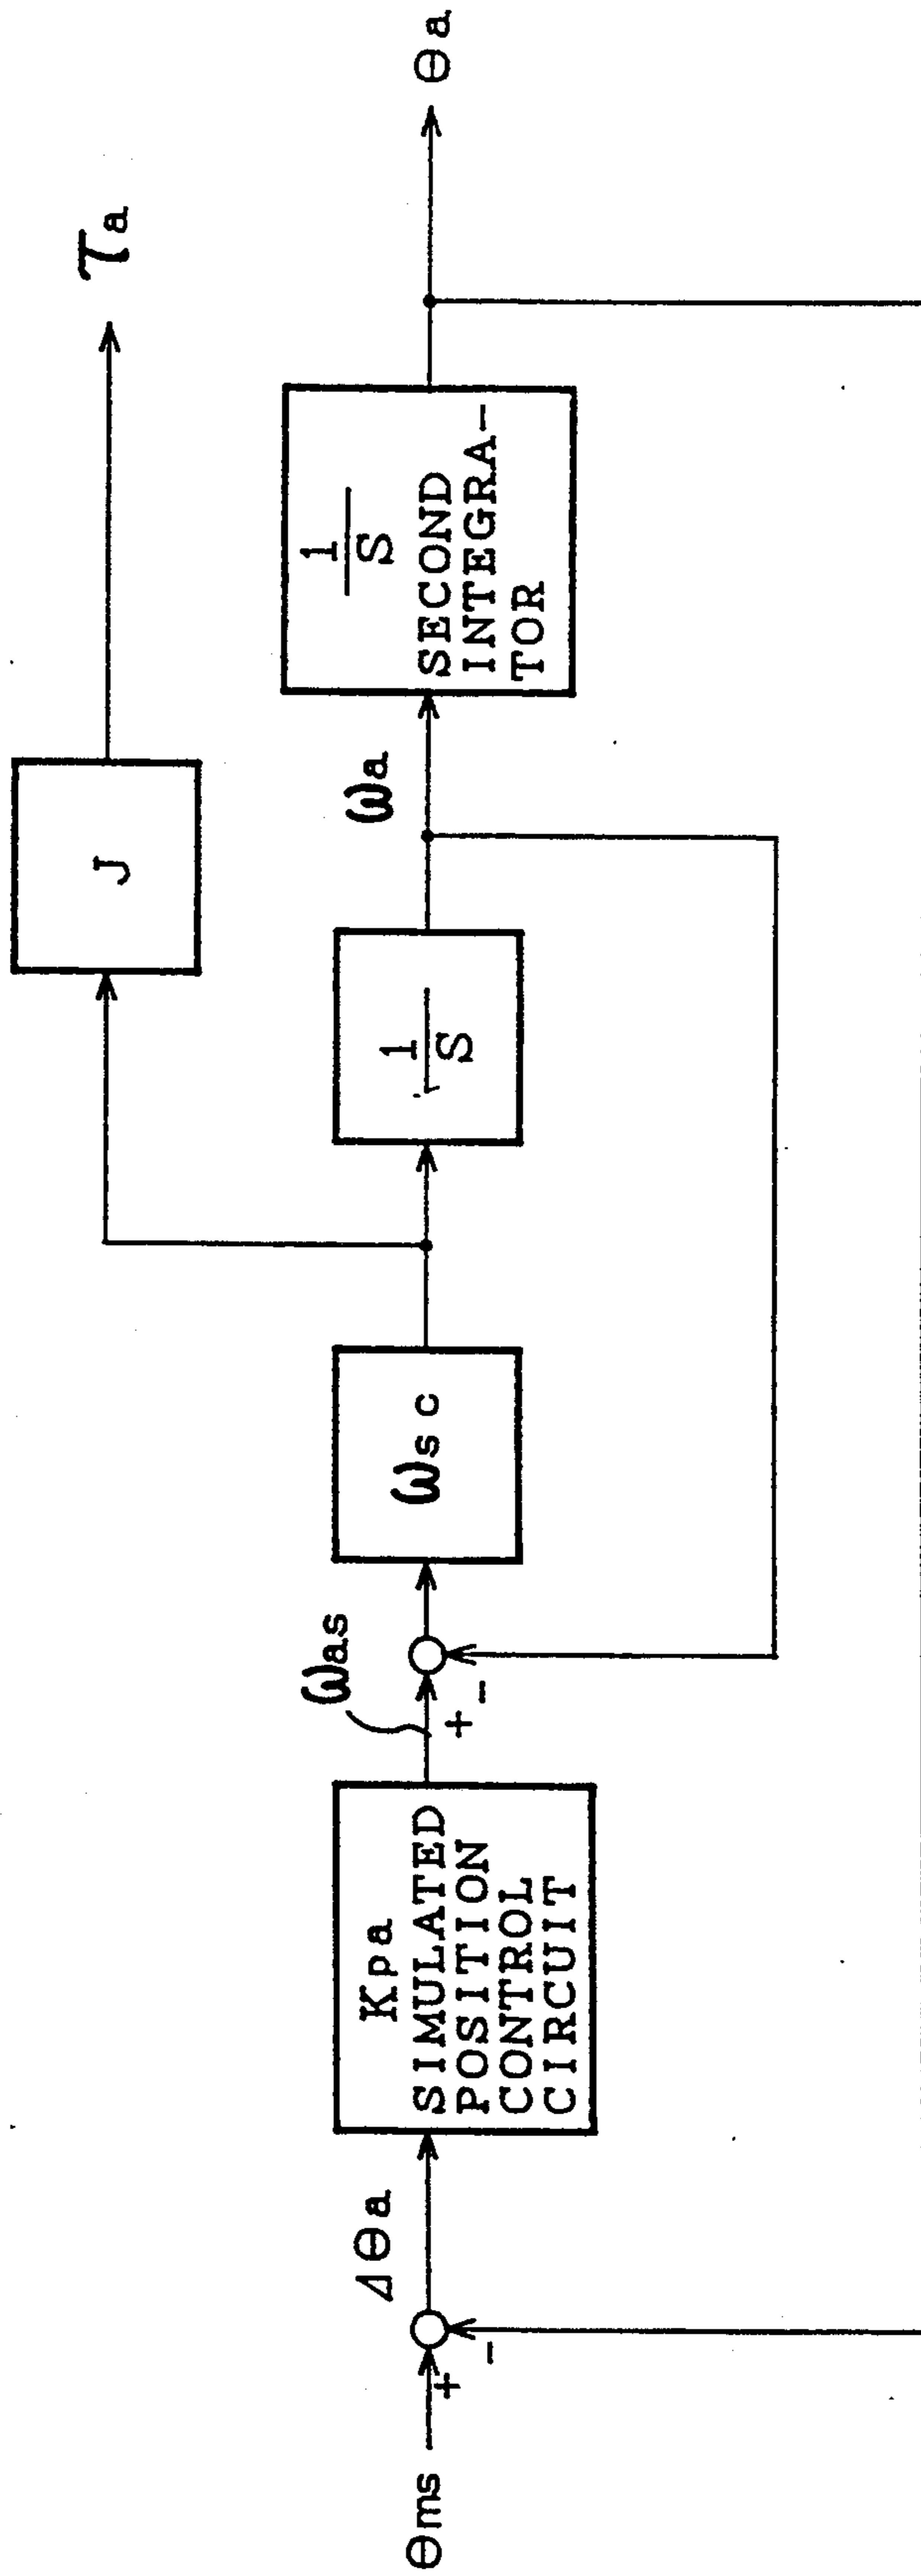 τa
J
θms
+
-
Δθa
Kpa
SIMULATED
POSITION
CONTROL
CIRCUIT
ωas
+
-
ωsc
1
S
ωa
1
S
SECOND
INTEGRA-
TOR
θa